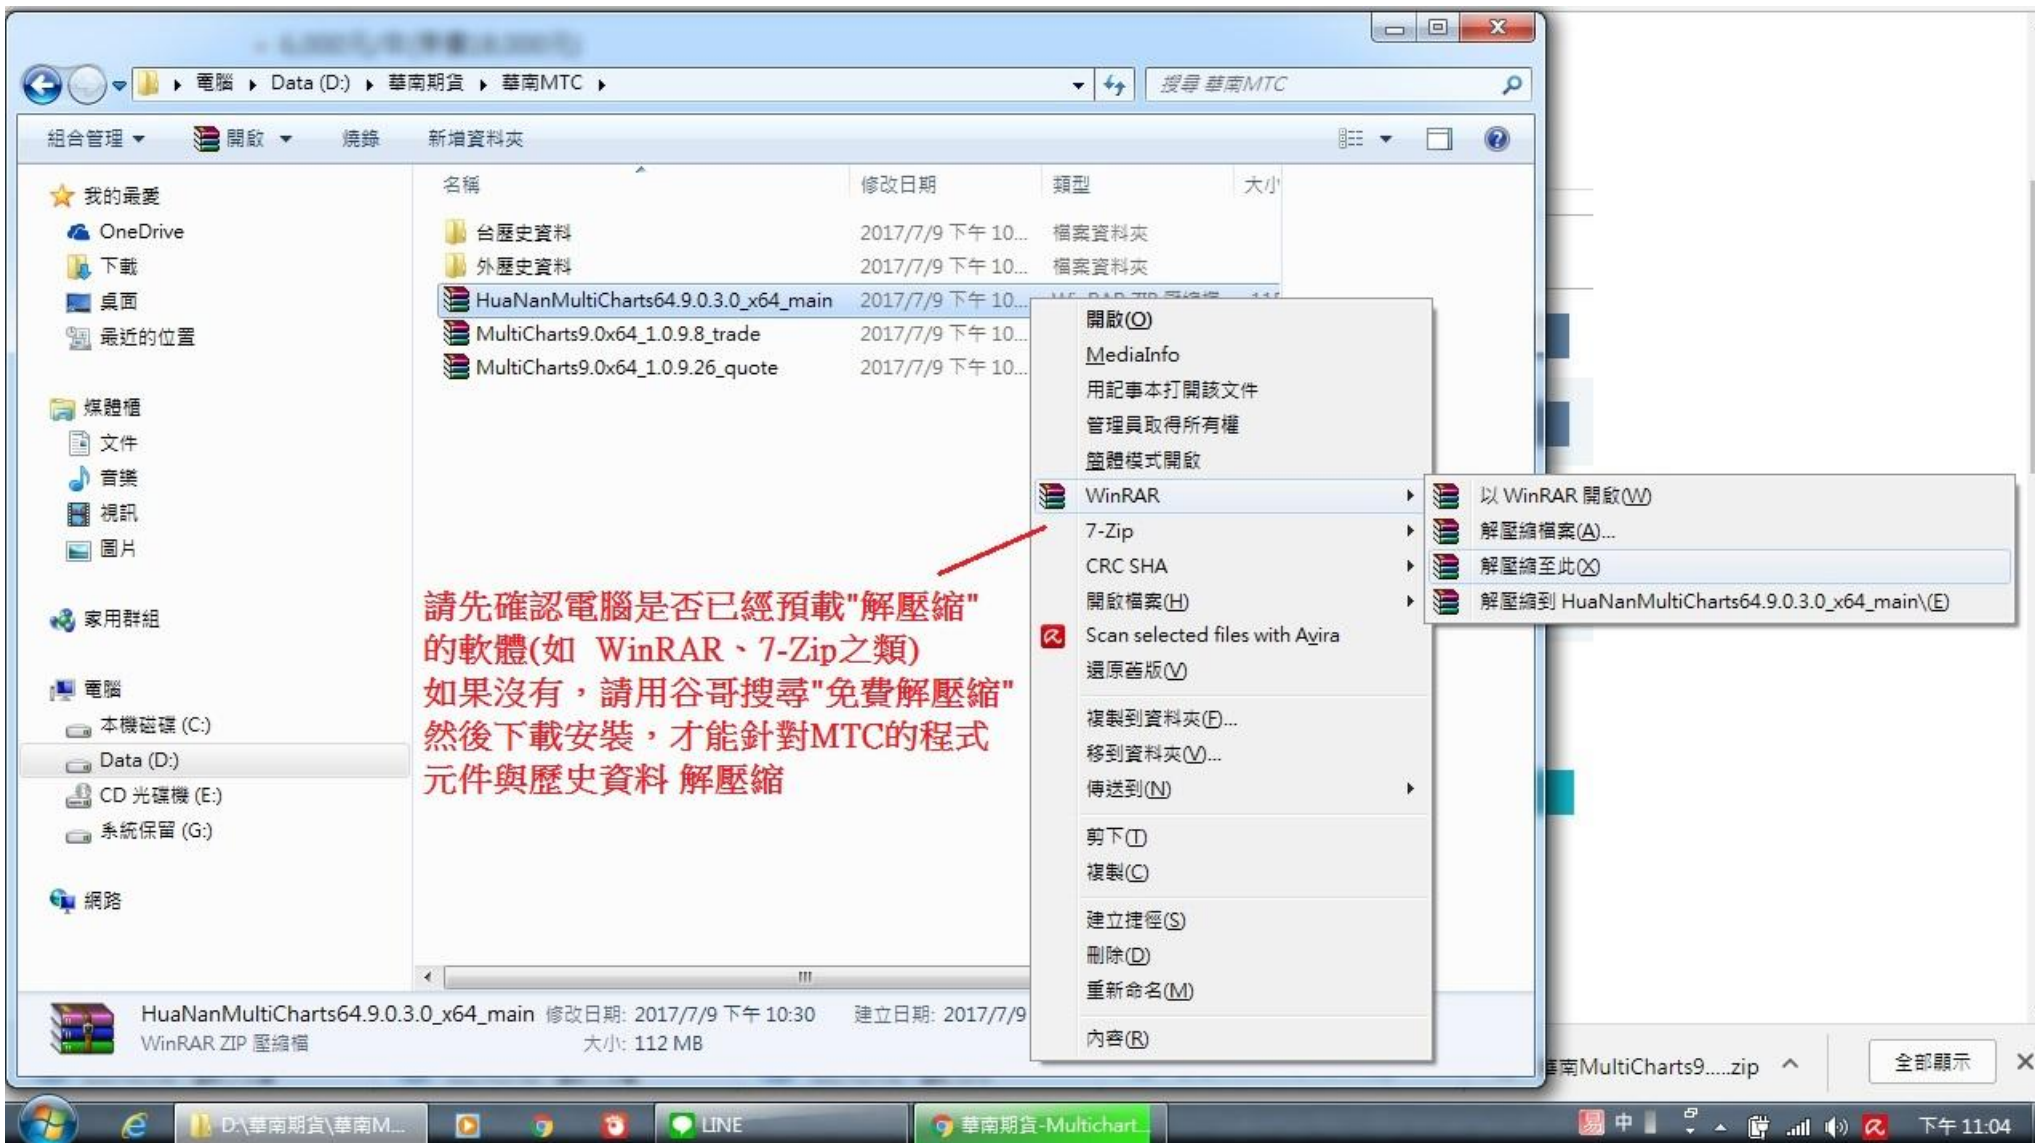 電腦 ▸ Data (D:) ▸ 華南期貨 ▸ 華南MTC ▸
搜尋 華南MTC
組合管理 開啟 燒錄 新增資料夾
我的最愛
OneDrive
下載
桌面
最近的位置
媒體櫃
文件
音樂
視訊
圖片
家用群組
電腦
本機磁碟 (C:)
Data (D:)
CD 光碟機 (E:)
系統保留 (G:)
網路
名稱 修改日期 類型 大小
台歷史資料 2017/7/9 下午 10... 檔案資料夾
外歷史資料 2017/7/9 下午 10... 檔案資料夾
HuaNanMultiCharts64.9.0.3.0_x64_main 2017/7/9 下午 10...
MultiCharts9.0x64_1.0.9.8_trade 2017/7/9 下午 10...
MultiCharts9.0x64_1.0.9.26_quote 2017/7/9 下午 10...
請先確認電腦是否已經預載"解壓縮"
的軟體(如 WinRAR、7-Zip之類)
如果沒有，請用谷哥搜尋"免費解壓縮"
然後下載安裝，才能針對MTC的程式
元件與歷史資料 解壓縮
開啟(O)
MediaInfo
用記事本打開該文件
管理員取得所有權
簡體模式開啟
WinRAR
7-Zip
CRC SHA
開啟檔案(H)
Scan selected files with Avira
還原舊版(V)
複製到資料夾(F)...
移到資料夾(V)...
傳送到(N)
剪下(T)
複製(C)
建立捷徑(S)
刪除(D)
重新命名(M)
內容(R)
以 WinRAR 開啟(W)
解壓縮檔案(A)...
解壓縮至此(X)
解壓縮到 HuaNanMultiCharts64.9.0.3.0_x64_main\(E)
HuaNanMultiCharts64.9.0.3.0_x64_main 修改日期: 2017/7/9 下午 10:30 建立日期: 2017/7/9
WinRAR ZIP 壓縮檔 大小: 112 MB
南MultiCharts9.....zip
全部顯示
D:\華南期貨\華南M...
LINE
華南期貨-Multichart...
中
下午 11:04